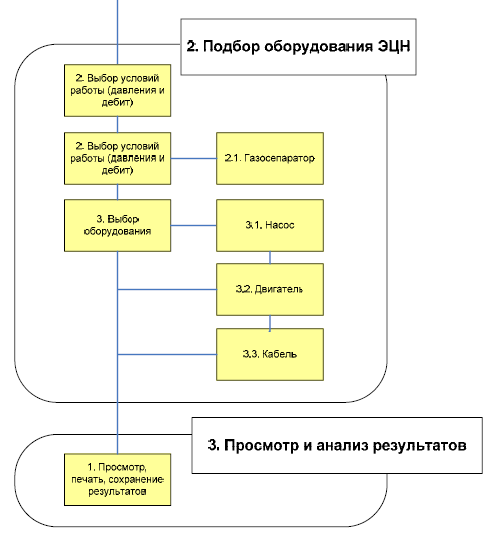 2. Подбор оборудования ЭЦН
2. Выбор условий
работы (давления и
дебит)
2. Выбор условий
работы (давления и
дебит)
2.1. Газосепаратор
3. Выбор
оборудования
3.1. Насос
3.2. Двигатель
3.3. Кабель
3. Просмотр и анализ результатов
1. Просмотр,
печать, сохранение
результатов